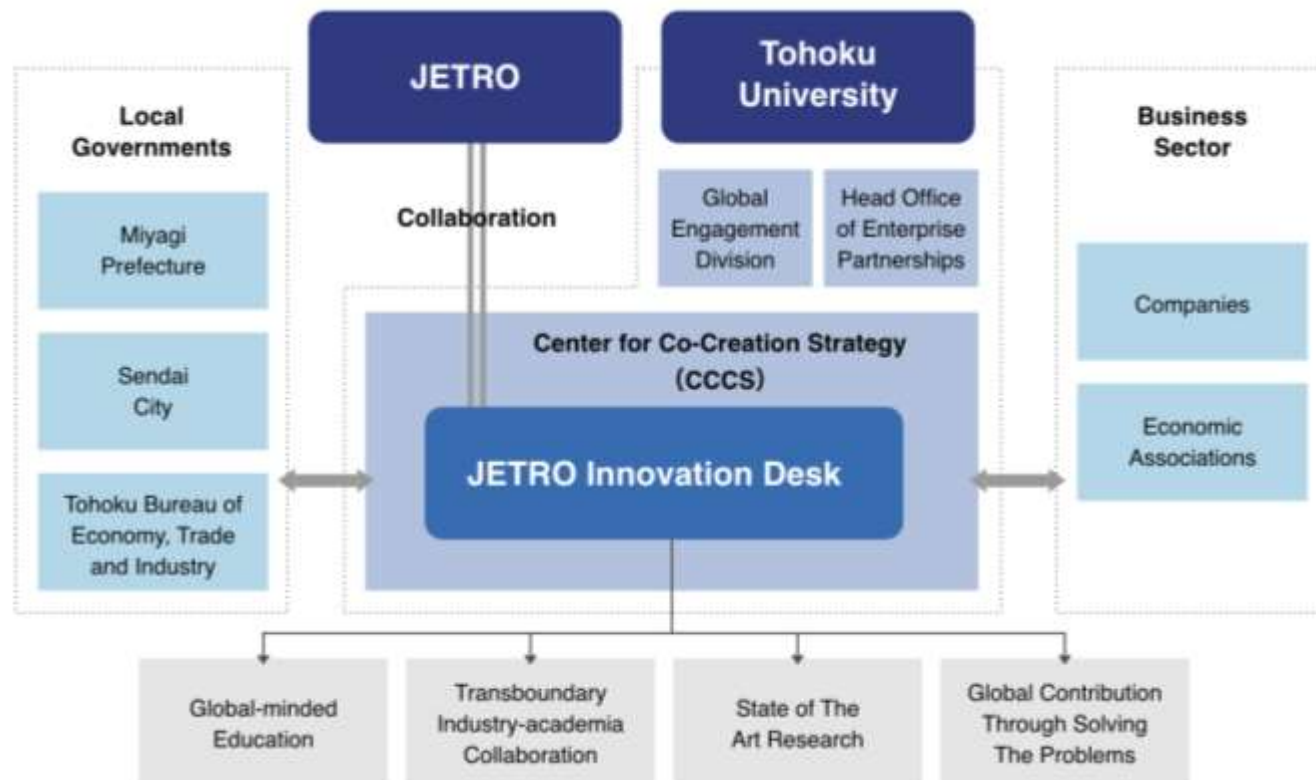 JETRO
Tohoku
University
Local
Governments
Miyagi
Prefecture
Sendai
City
Tohoku Bureau of
Economy, Trade
and Industry
Collaboration
Global
Engagement
Division
Head Office
of Enterprise
Partnerships
Center for Co-Creation Strategy
(CCCS)
JETRO Innovation Desk
Business
Sector
Companies
Economic
Associations
Global-minded
Education
Transboundary
Industry-academia
Collaboration
State of The
Art Research
Global Contribution
Through Solving
The Problems